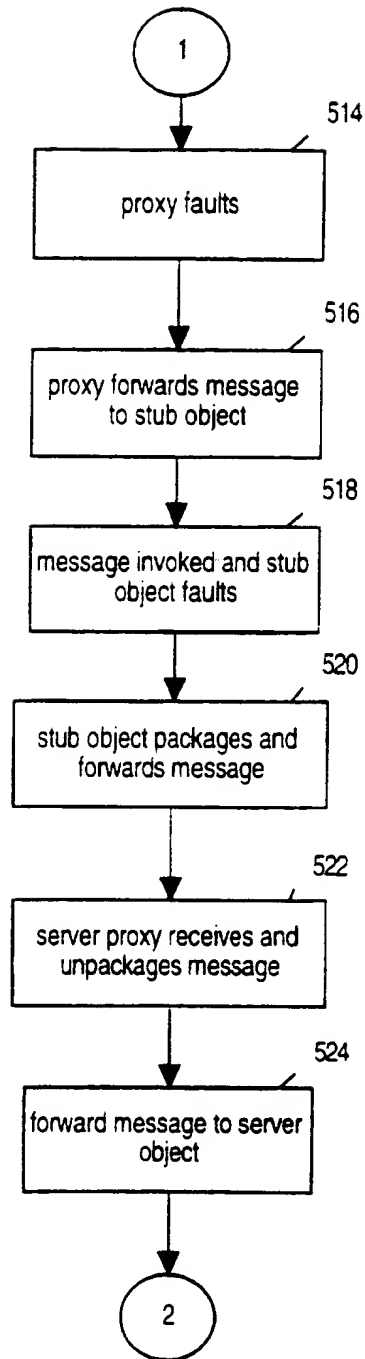 1
514
proxy faults
516
proxy forwards message
to stub object
518
message invoked and stub
object faults
520
stub object packages and
forwards message
522
server proxy receives and
unpackages message
524
forward message to server
object
2